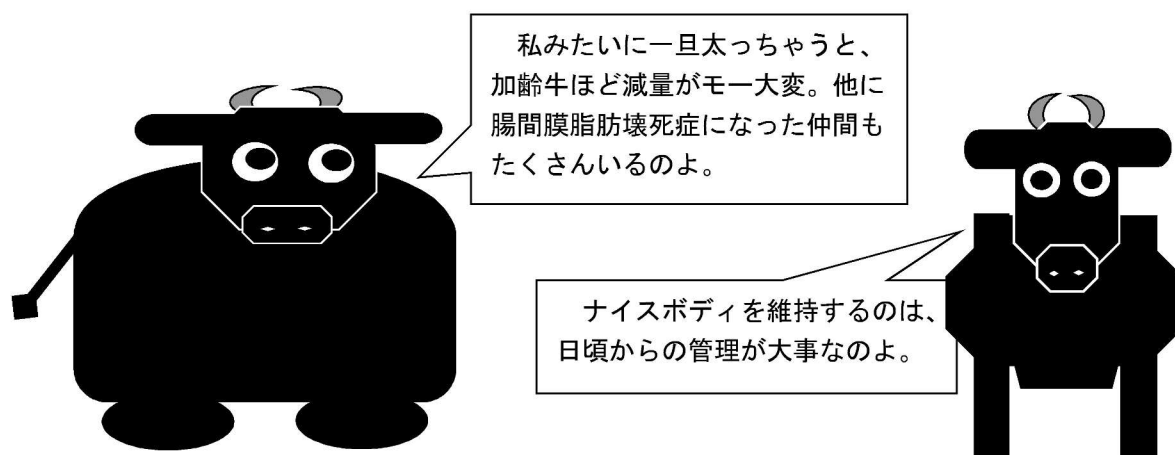 私みたいに一旦太っちゃうと、
加齢牛ほど減量がモー大変。他に
腸間膜脂肪壊死症になった仲間も
たくさんいるのよ。
ナイスボディを維持するのは、
日頃からの管理が大事なのよ。